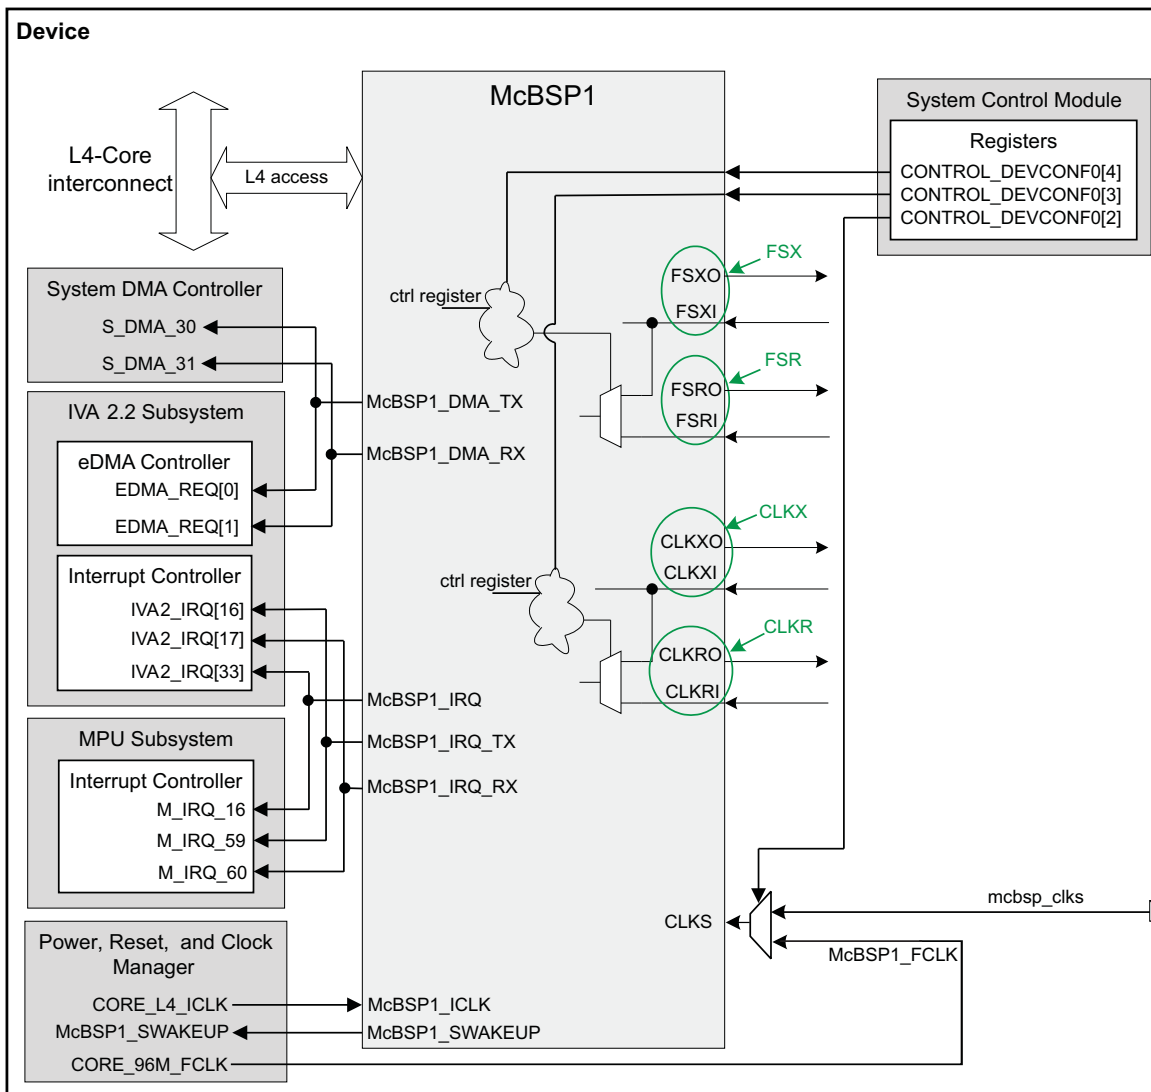 Device
McBSP1
System Control Module
Registers
CONTROL_DEVCONF0[4]
CONTROL_DEVCONF0[3]
CONTROL_DEVCONF0[2]
L4-Core
interconnect
L4 access
System DMA Controller
S_DMA_30
S_DMA_31
IVA 2.2 Subsystem
eDMA Controller
EDMA_REQ[0]
EDMA_REQ[1]
Interrupt Controller
IVA2_IRQ[16]
IVA2_IRQ[17]
IVA2_IRQ[33]
MPU Subsystem
Interrupt Controller
M_IRQ_16
M_IRQ_59
M_IRQ_60
Power, Reset, and Clock
Manager
CORE_L4_ICLK
McBSP1_SWAKEUP
CORE_96M_FCLK
McBSP1_DMA_TX
McBSP1_DMA_RX
McBSP1_IRQ
McBSP1_IRQ_TX
McBSP1_IRQ_RX
McBSP1_ICLK
McBSP1_SWAKEUP
ctrl register
ctrl register
FSX
FSXO
FSXI
FSR
FSRO
FSRI
CLKX
CLKXO
CLKXI
CLKR
CLKRO
CLKRI
CLKS
mcbsp_clks
McBSP1_FCLK